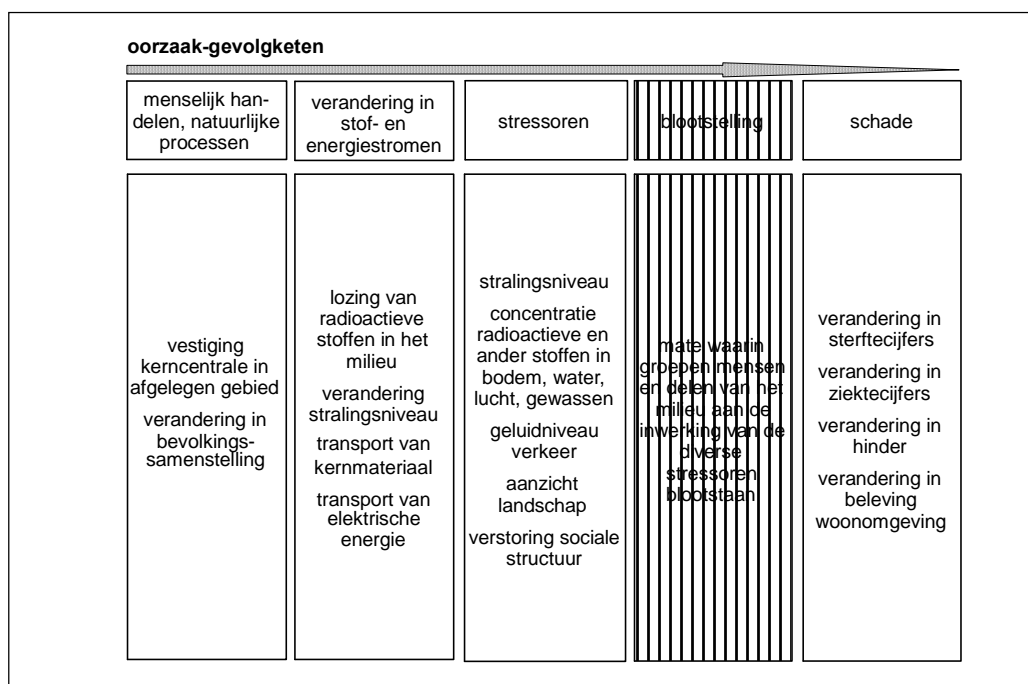 oorzaak-gevolgketen
menselijk han-
delen, natuurlijke
processen
verandering in
stof- en
energiestromen
stressoren
blootstelling
schade
vestiging
kerncentrale in
afgelegen gebied
verandering in
bevolkings-
samenstelling
lozing van
radioactieve
stoffen in het
milieu
verandering
stralingsniveau
transport van
kernmateriaal
transport van
elektrische
energie
stralingsniveau
concentratie
radioactieve en
ander stoffen in
bodem, water,
lucht, gewassen
geluidniveau
verkeer
aanzicht
landschap
verstoring sociale
structuur
mate waarin
groepen mensen
en delen van het
milieu aan de
inwerking van de
diverse
stressoren
blootstaan
verandering in
sterftecijfers
verandering in
ziektecijfers
verandering in
hinder
verandering in
beleving
woonomgeving